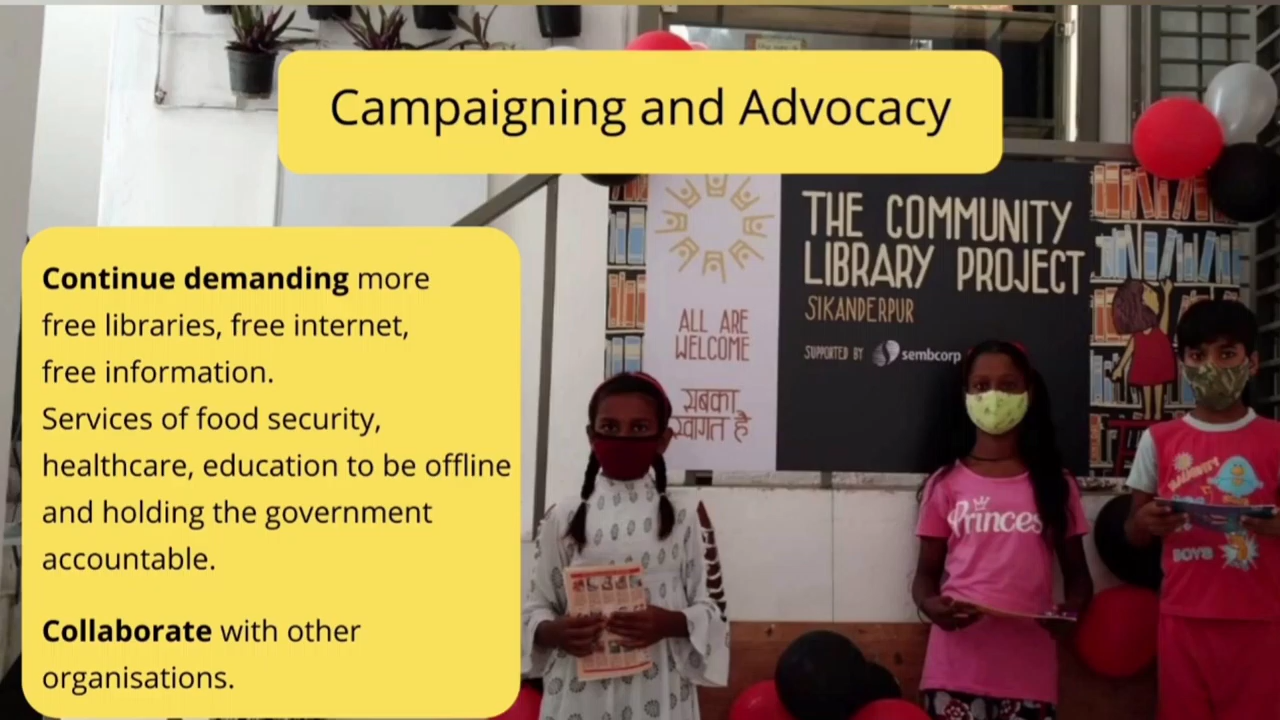 Campaigning and Advocacy
Continue demanding more
free libraries, free internet,
free information.
Services of food security,
healthcare, education to be offline
and holding the government
accountable.
Collaborate with other
organisations.
THE COMMUNITY
LIBRARY PROJECT
SIKANDERPUR
SUPPORTED BY sembcorp
ALL ARE
WELCOME
सबका
स्वागत है
Princes
BOYS